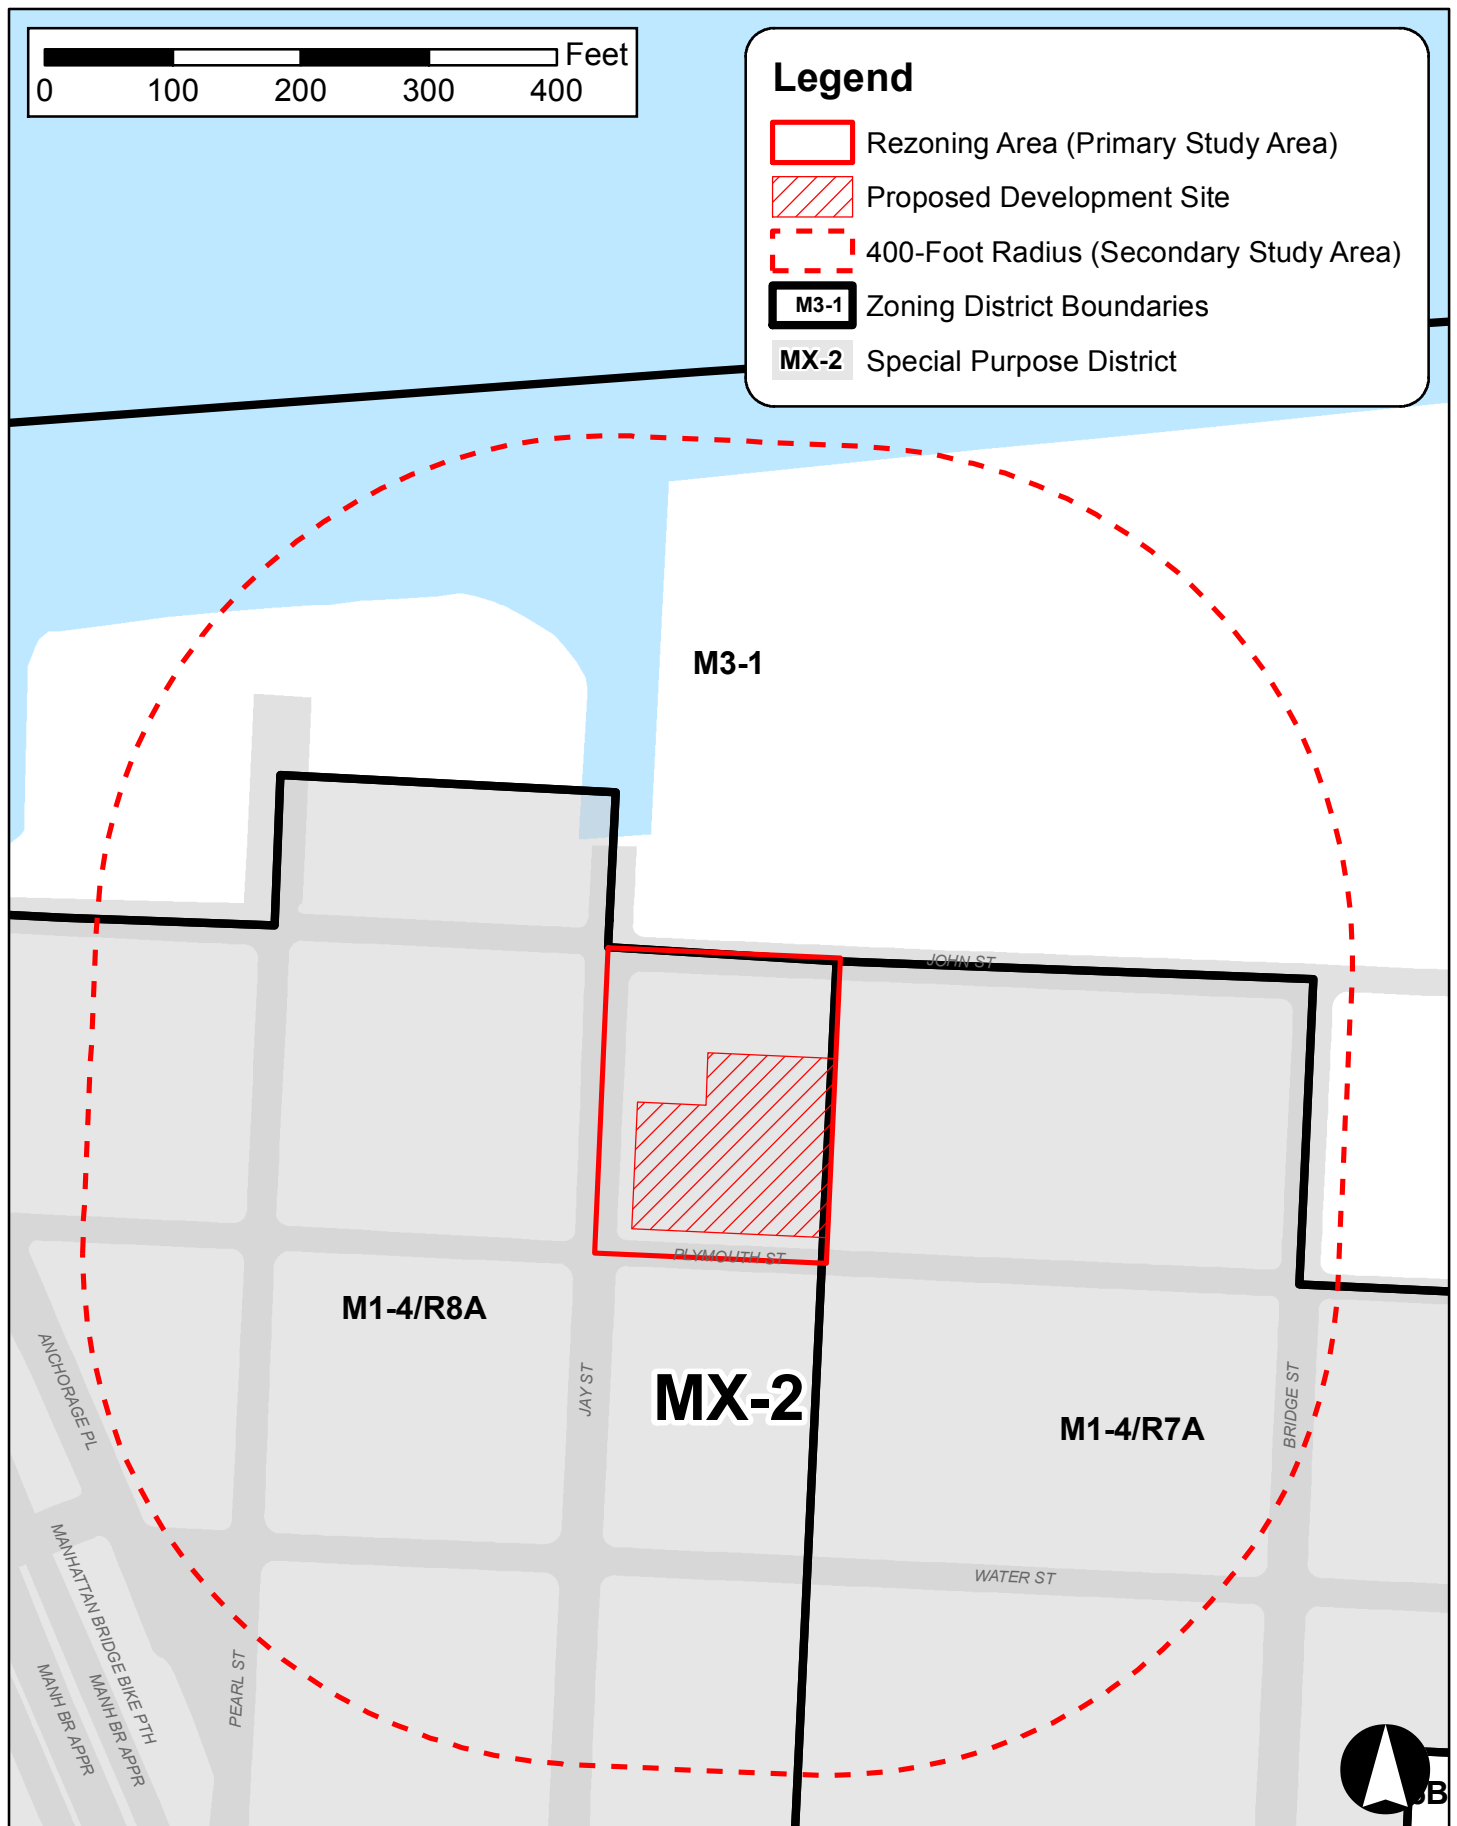 Feet
0 100 200 300 400
Legend
Rezoning Area (Primary Study Area)
Proposed Development Site
400-Foot Radius (Secondary Study Area)
M3-1 Zoning District Boundaries
MX-2 Special Purpose District
M3-1
JOHN ST
PLYMOUTH ST
M1-4/R8A
ANCHORAGE PL
JAY ST
MX-2
BRIDGE ST
M1-4/R7A
MANHATTAN BRIDGE BIKE PTH
WATER ST
PEARL ST
MANH BR APPR
MANH BR APPR